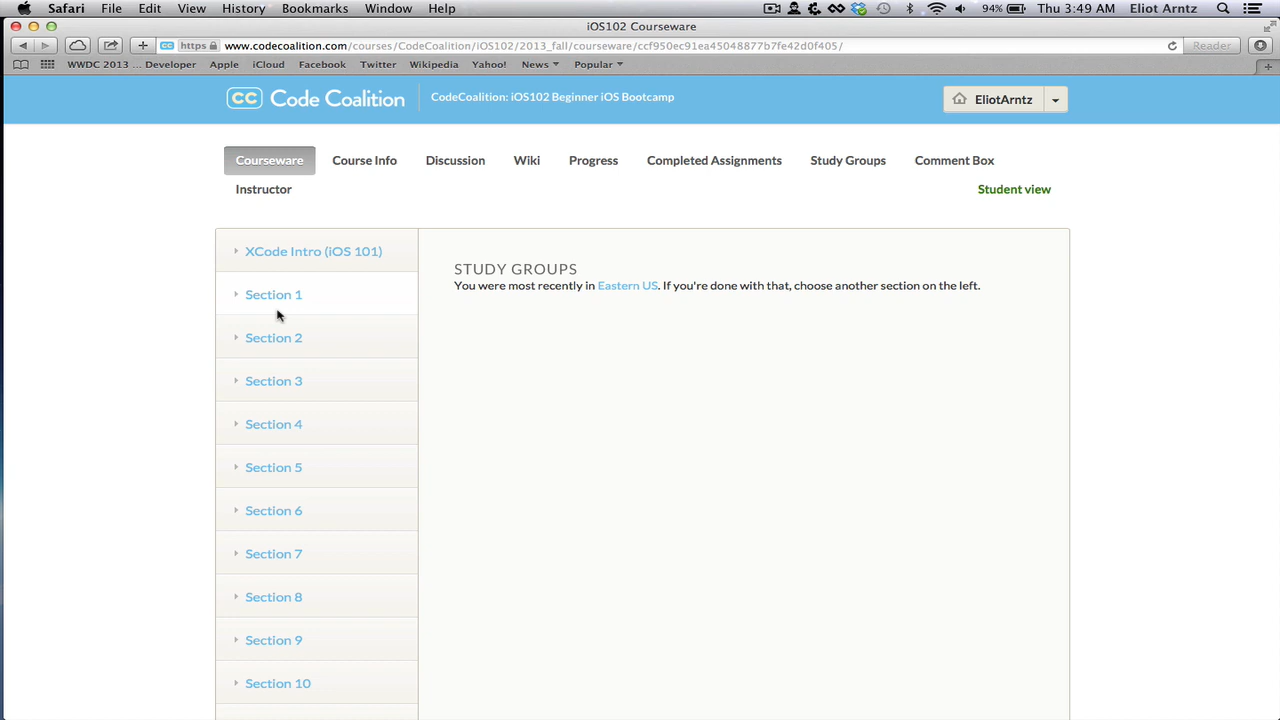 Safari File Edit View History Bookmarks Window Help 94% Thu 3:49 AM Eliot Arntz
iOS102 Courseware
https www.codecoalition.com/courses/CodeCoalition/iOS102/2013_fall/courseware/ccf950ec91ea45048877b7fe42d0f405/ Reader
WWDC 2013 ... Developer Apple iCloud Facebook Twitter Wikipedia Yahoo! News Popular
CC Code Coalition CodeCoalition: iOS102 Beginner iOS Bootcamp EliotArntz
Courseware Course Info Discussion Wiki Progress Completed Assignments Study Groups Comment Box
Instructor Student view
XCode Intro (iOS 101)
STUDY GROUPS
You were most recently in Eastern US. If you're done with that, choose another section on the left.
Section 1
Section 2
Section 3
Section 4
Section 5
Section 6
Section 7
Section 8
Section 9
Section 10